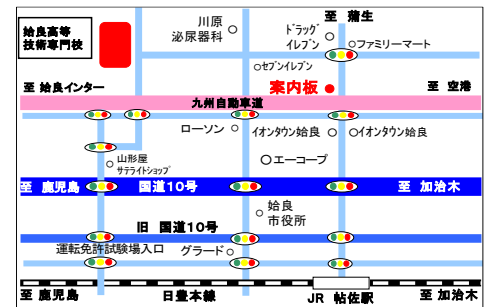 至 蒲生
川原
泌尿器科
ドラッグ
イレブン
ファミリーマート
姶良高等
技術専門校
セブンイレブン
至 姶良インター
案内板
至 空港
九州自動車道
ローソン
イオンタウン姶良
イオンタウン姶良
山形屋
サテライトショップ
エーコープ
至 鹿児島
国道10号
至 加治木
姶良
市役所
旧 国道10号
運転免許試験場入口
グラード
至 鹿児島
日豊本線
JR 帖佐駅
至 加治木